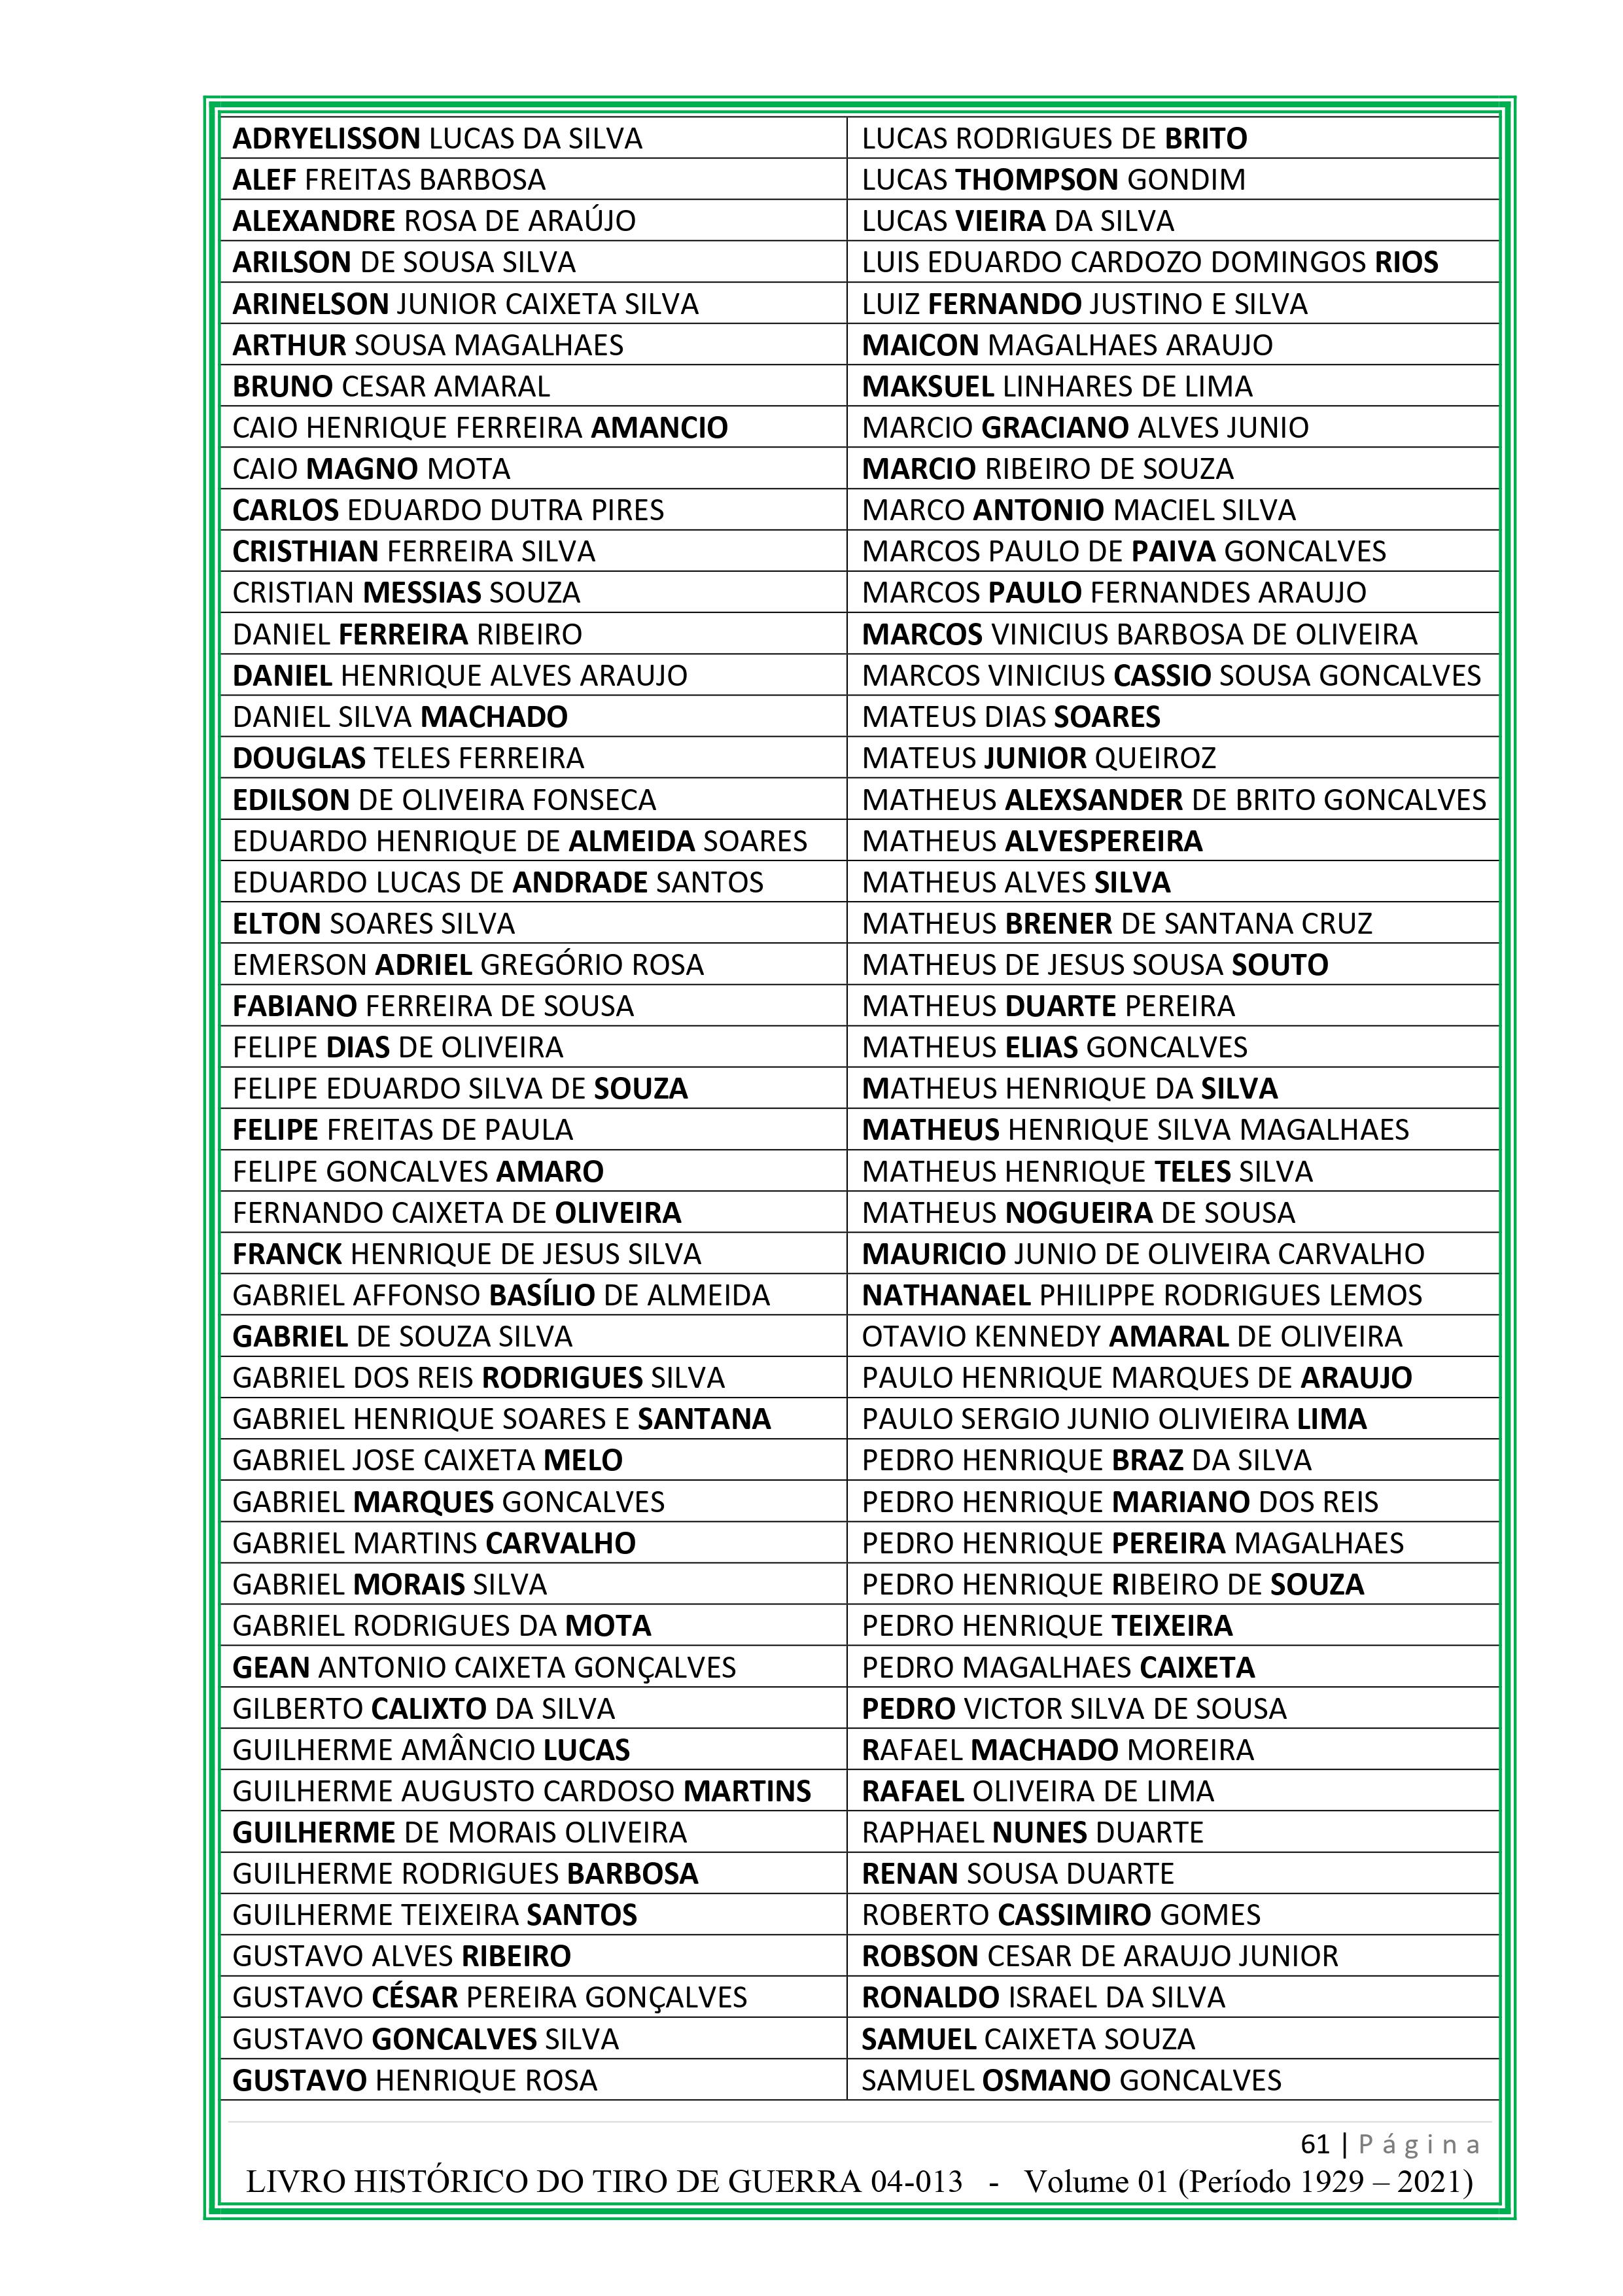 ADRYELISSON LUCAS DA SILVA
LUCAS RODRIGUES DE BRITO
ALEF FREITAS BARBOSA
LUCAS THOMPSON GONDIM
ALEXANDRE ROSA DE ARAÚJO
LUCAS VIEIRA DA SILVA
ARILSON DE SOUSA SILVA
LUIS EDUARDO CARDOZO DOMINGOS RIOS
ARINELSON JUNIOR CAIXETA SILVA
LUIZ FERNANDO JUSTINO E SILVA
ARTHUR SOUSA MAGALHAES
MAICON MAGALHAES ARAUJO
BRUNO CESAR AMARAL
MAKSUEL LINHARES DE LIMA
CAIO HENRIQUE FERREIRA AMANCIO
MARCIO GRACIANO ALVES JUNIO
CAIO MAGNO MOTA
MARCIO RIBEIRO DE SOUZA
CARLOS EDUARDO DUTRA PIRES
MARCO ANTONIO MACIEL SILVA
CRISTHIAN FERREIRA SILVA
MARCOS PAULO DE PAIVA GONCALVES
CRISTIAN MESSIAS SOUZA
MARCOS PAULO FERNANDES ARAUJO
DANIEL FERREIRA RIBEIRO
MARCOS VINICIUS BARBOSA DE OLIVEIRA
DANIEL HENRIQUE ALVES ARAUJO
MARCOS VINICIUS CASSIO SOUSA GONCALVES
DANIEL SILVA MACHADO
MATEUS DIAS SOARES
DOUGLAS TELES FERREIRA
MATEUS JUNIOR QUEIROZ
EDILSON DE OLIVEIRA FONSECA
MATHEUS ALEXSANDER DE BRITO GONCALVES
EDUARDO HENRIQUE DE ALMEIDA SOARES
MATHEUS ALVESPEREIRA
EDUARDO LUCAS DE ANDRADE SANTOS
MATHEUS ALVES SILVA
ELTON SOARES SILVA
MATHEUS BRENER DE SANTANA CRUZ
EMERSON ADRIEL GREGÓRIO ROSA
MATHEUS DE JESUS SOUSA SOUTO
FABIANO FERREIRA DE SOUSA
MATHEUS DUARTE PEREIRA
FELIPE DIAS DE OLIVEIRA
MATHEUS ELIAS GONCALVES
FELIPE EDUARDO SILVA DE SOUZA
MATHEUS HENRIQUE DA SILVA
FELIPE FREITAS DE PAULA
MATHEUS HENRIQUE SILVA MAGALHAES
FELIPE GONCALVES AMARO
MATHEUS HENRIQUE TELES SILVA
FERNANDO CAIXETA DE OLIVEIRA
MATHEUS NOGUEIRA DE SOUSA
FRANCK HENRIQUE DE JESUS SILVA
MAURICIO JUNIO DE OLIVEIRA CARVALHO
GABRIEL AFFONSO BASÍLIO DE ALMEIDA
NATHANAEL PHILIPPE RODRIGUES LEMOS
GABRIEL DE SOUZA SILVA
OTAVIO KENNEDY AMARAL DE OLIVEIRA
GABRIEL DOS REIS RODRIGUES SILVA
PAULO HENRIQUE MARQUES DE ARAUJO
GABRIEL HENRIQUE SOARES E SANTANA
PAULO SERGIO JUNIO OLIVIEIRA LIMA
GABRIEL JOSE CAIXETA MELO
PEDRO HENRIQUE BRAZ DA SILVA
GABRIEL MARQUES GONCALVES
PEDRO HENRIQUE MARIANO DOS REIS
GABRIEL MARTINS CARVALHO
PEDRO HENRIQUE PEREIRA MAGALHAES
GABRIEL MORAIS SILVA
PEDRO HENRIQUE RIBEIRO DE SOUZA
GABRIEL RODRIGUES DA MOTA
PEDRO HENRIQUE TEIXEIRA
GEAN ANTONIO CAIXETA GONÇALVES
PEDRO MAGALHAES CAIXETA
GILBERTO CALIXTO DA SILVA
PEDRO VICTOR SILVA DE SOUSA
GUILHERME AMÂNCIO LUCAS
RAFAEL MACHADO MOREIRA
GUILHERME AUGUSTO CARDOSO MARTINS
RAFAEL OLIVEIRA DE LIMA
GUILHERME DE MORAIS OLIVEIRA
RAPHAEL NUNES DUARTE
GUILHERME RODRIGUES BARBOSA
RENAN SOUSA DUARTE
GUILHERME TEIXEIRA SANTOS
ROBERTO CASSIMIRO GOMES
GUSTAVO ALVES RIBEIRO
ROBSON CESAR DE ARAUJO JUNIOR
GUSTAVO CÉSAR PEREIRA GONÇALVES
RONALDO ISRAEL DA SILVA
GUSTAVO GONCALVES SILVA
SAMUEL CAIXETA SOUZA
GUSTAVO HENRIQUE ROSA
SAMUEL OSMANO GONCALVES
61 | Página
LIVRO HISTÓRICO DO TIRO DE GUERRA 04-013 - Volume 01 (Período 1929 – 2021)